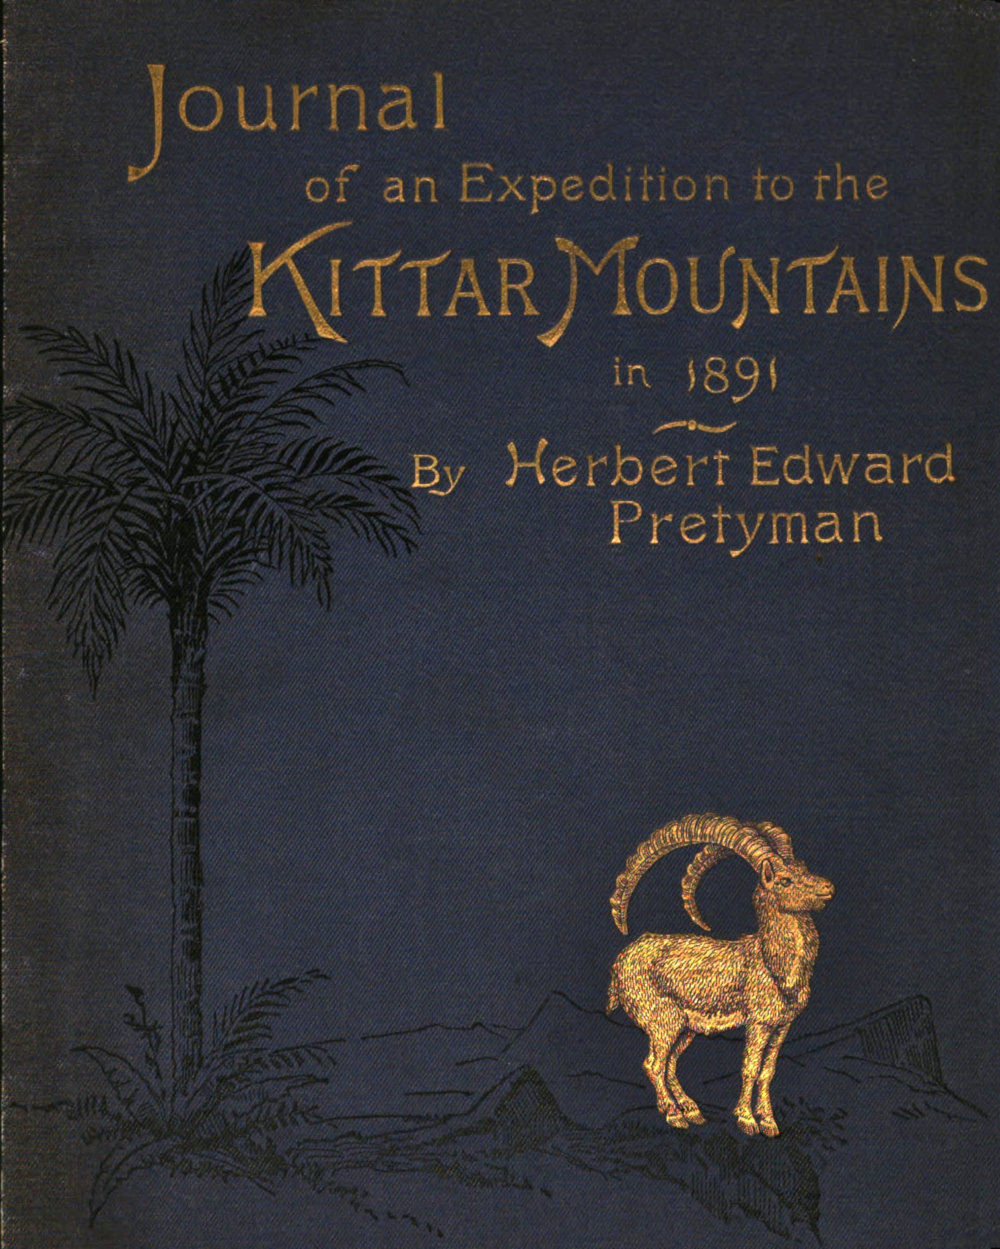 Journal
of an Expedition to the
KITTAR MOUNTAINS
in 1891
By Herbert Edward
Pretyman